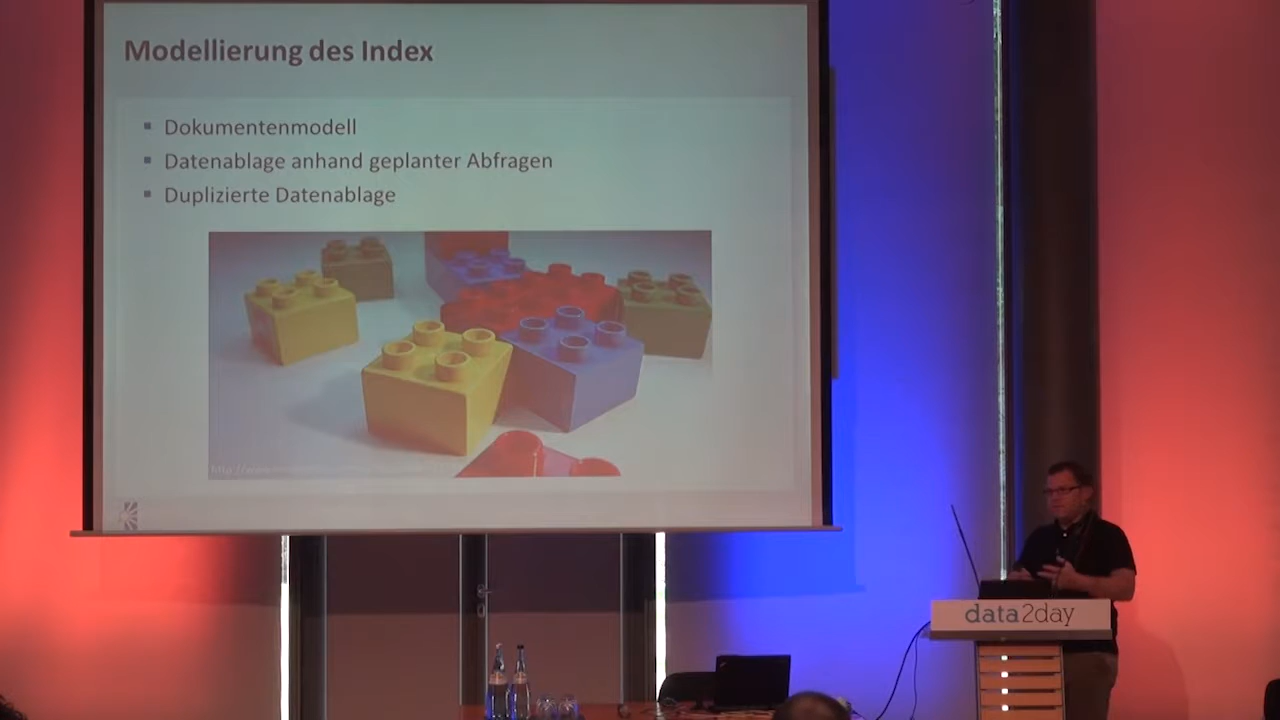 Modellierung des Index
Dokumentenmodell
Datenablage anhand geplanter Abfragen
Duplizierte Datenablage
data2day